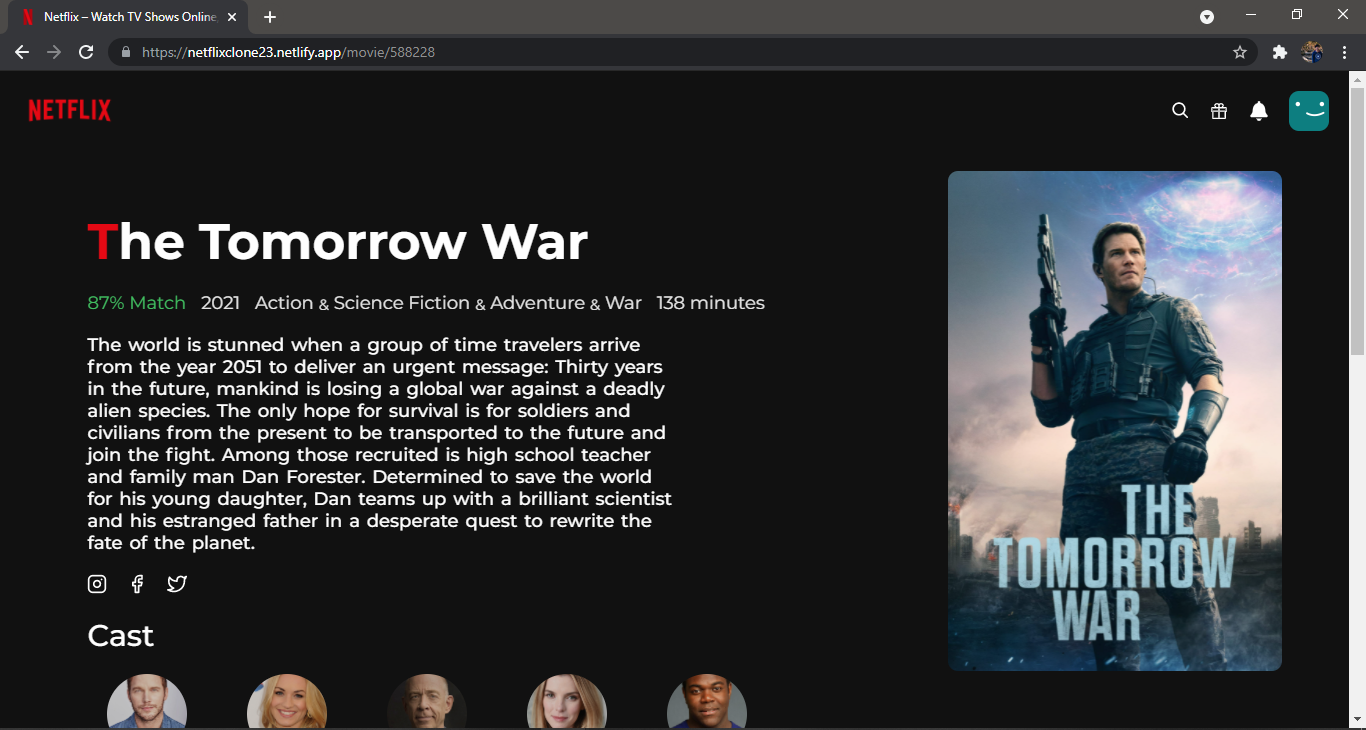 Netflix – Watch TV Shows Online,
https://netflixclone23.netlify.app/movie/588228
NETFLIX
The Tomorrow War
87% Match 2021 Action & Science Fiction & Adventure & War 138 minutes
The world is stunned when a group of time travelers arrive
from the year 2051 to deliver an urgent message: Thirty years
in the future, mankind is losing a global war against a deadly
alien species. The only hope for survival is for soldiers and
civilians from the present to be transported to the future and
join the fight. Among those recruited is high school teacher
and family man Dan Forester. Determined to save the world
for his young daughter, Dan teams up with a brilliant scientist
and his estranged father in a desperate quest to rewrite the
fate of the planet.
Cast
THE
TOMORROW
WAR